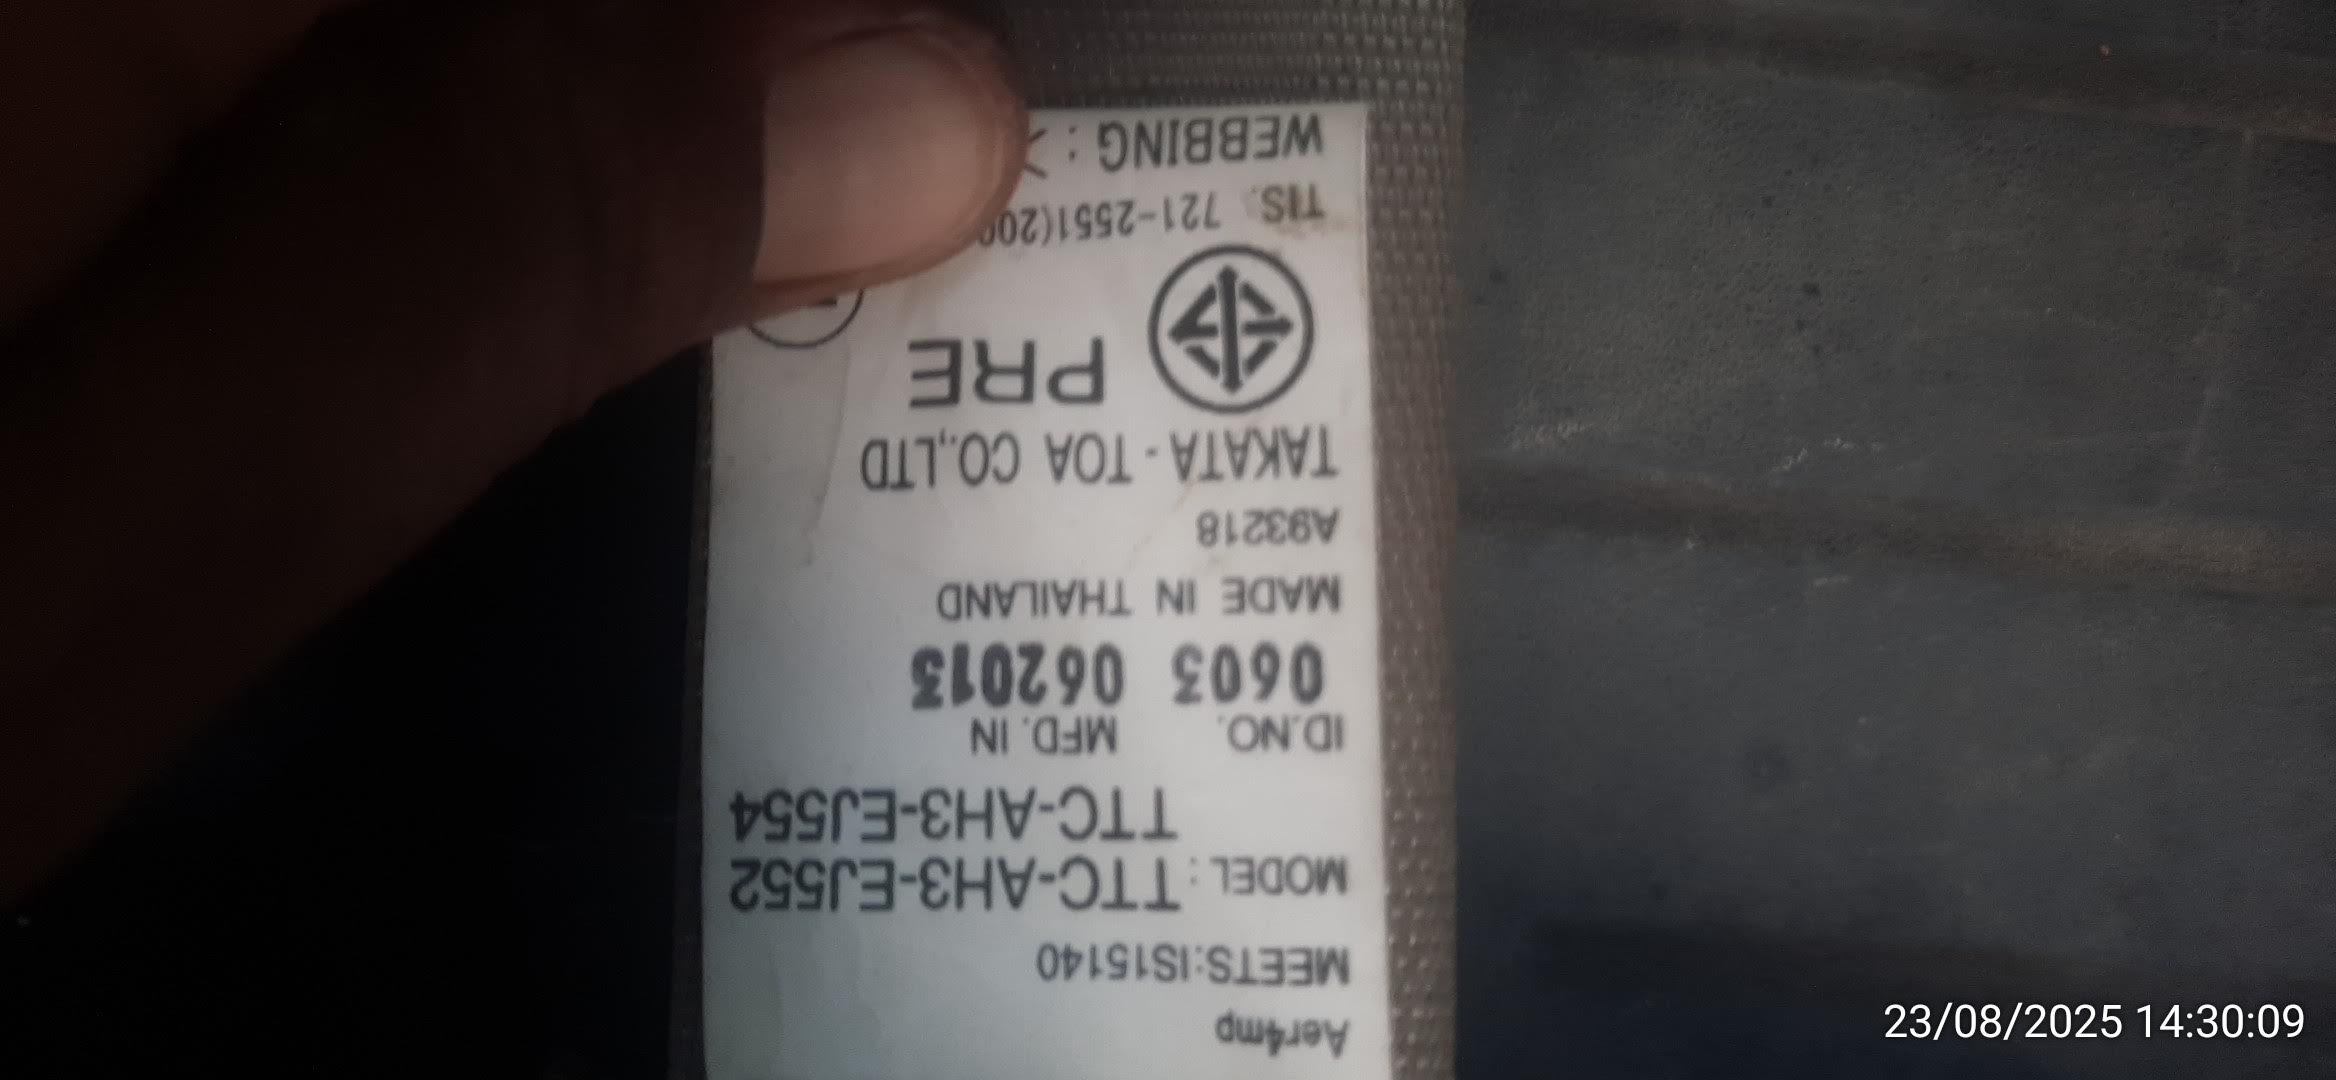 Aer4mp
MEETS:IS15140
MODEL : TTC-AH3-EJ552
TTC-AH3-EJ554
ID.NO. MFD. IN
0603 062013
MADE IN THAILAND
A93218
TAKATA - TOA CO.,LTD
PRE
TIS. 721-2551(200
WEBBING :
23/08/2025 14:30:09